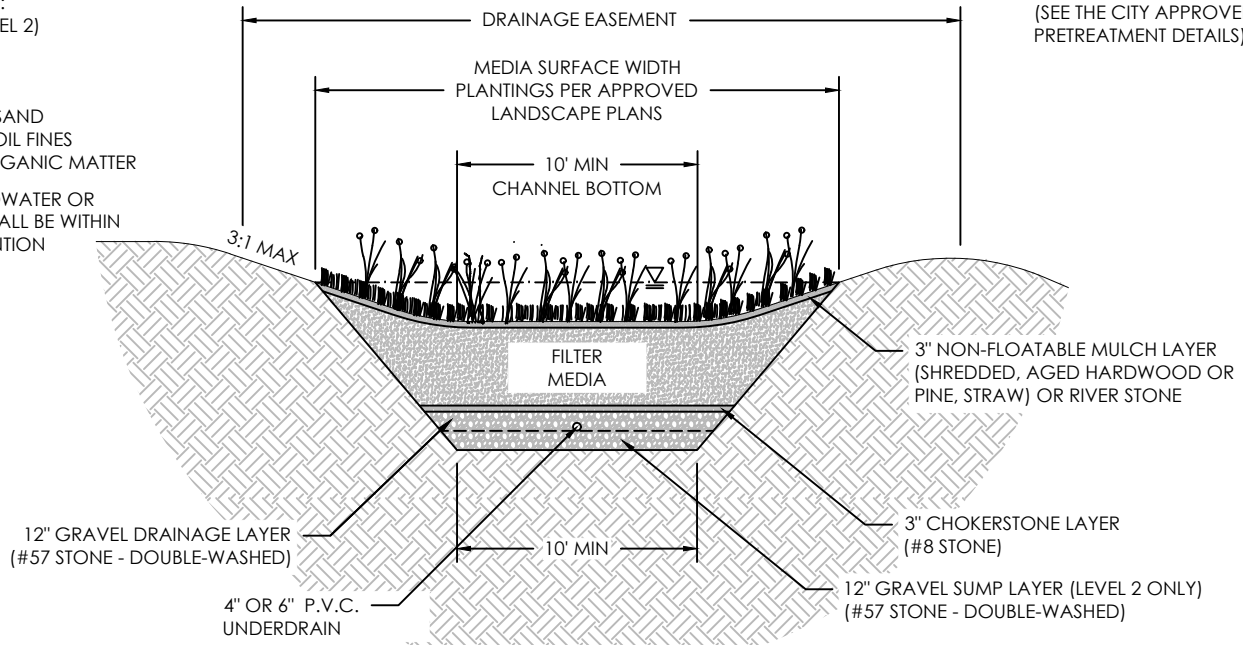 :
EL 2)
DRAINAGE EASEMENT
(SEE THE CITY APPROVE
PRETREATMENT DETAILS)
MEDIA SURFACE WIDTH
PLANTINGS PER APPROVED
LANDSCAPE PLANS
SAND
OIL FINES
GANIC MATTER
10' MIN
CHANNEL BOTTOM
WATER OR
ALL BE WITHIN
TION
3:1 MAX
FILTER
MEDIA
3" NON-FLOATABLE MULCH LAYER
(SHREDDED, AGED HARDWOOD OR
PINE, STRAW) OR RIVER STONE
12" GRAVEL DRAINAGE LAYER
(#57 STONE - DOUBLE-WASHED)
10' MIN
3" CHOKERSTONE LAYER
(#8 STONE)
4" OR 6" P.V.C.
UNDERDRAIN
12" GRAVEL SUMP LAYER (LEVEL 2 ONLY)
(#57 STONE - DOUBLE-WASHED)